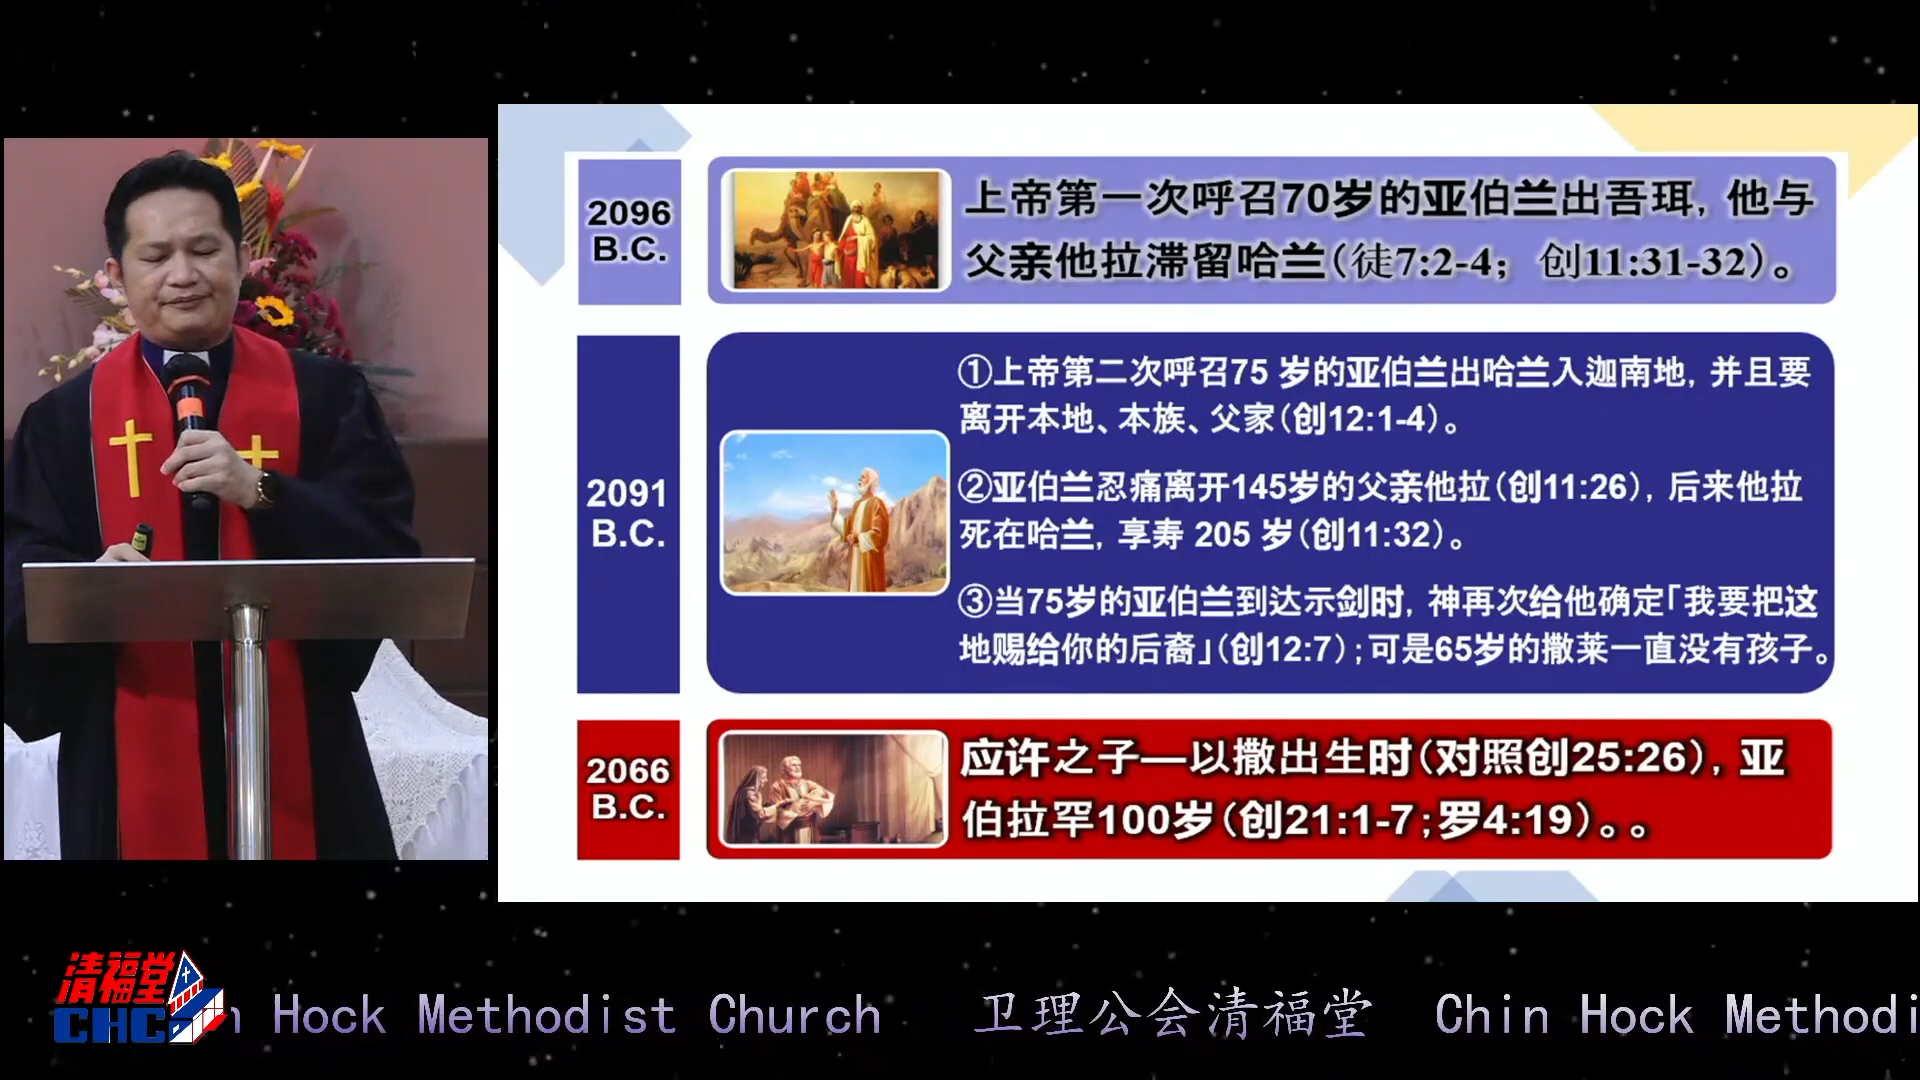 2096
B.C.
上帝第一次呼召70岁的亚伯兰出吾珥，他与
父亲他拉滞留哈兰（徒7:2-4；创11:31-32）。
2091
B.C.
①上帝第二次呼召75 岁的亚伯兰出哈兰入迦南地，并且要
离开本地、本族、父家（创12:1-4）。
②亚伯兰忍痛离开145岁的父亲他拉（创11:26），后来他拉
死在哈兰，享寿 205 岁（创11:32）。
③当75岁的亚伯兰到达示剑时，神再次给他确定「我要把这
地赐给你的后裔」（创12:7）；可是65岁的撒莱一直没有孩子。
2066
B.C.
应许之子—以撒出生时（对照创25:26），亚
伯拉罕100岁（创21:1-7；罗4:19）。。
清福堂
CHC
n Hock Methodist Church 卫理公会清福堂 Chin Hock Methodi